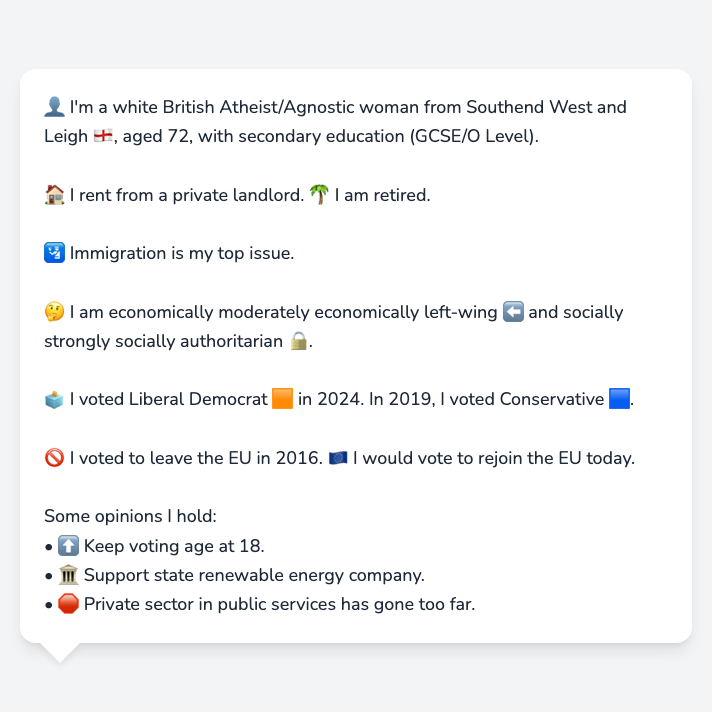 👤 I'm a white British Atheist/Agnostic woman from Southend West and
Leigh 🏴󠁧󠁢󠁥󠁮󠁧󠁿, aged 72, with secondary education (GCSE/O Level).
🏠 I rent from a private landlord. 🌴 I am retired.
🛂 Immigration is my top issue.
🤔 I am economically moderately economically left-wing ⬅️ and socially
strongly socially authoritarian 🔒.
🗳️ I voted Liberal Democrat 🟧 in 2024. In 2019, I voted Conservative 🟦.
🚫 I voted to leave the EU in 2016. 🇪🇺 I would vote to rejoin the EU today.
Some opinions I hold:
• ⬆️ Keep voting age at 18.
• 🏛️ Support state renewable energy company.
• 🛑 Private sector in public services has gone too far.